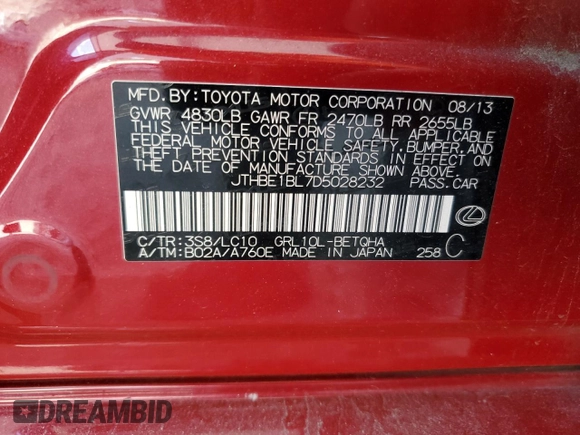 MFD. BY: TOYOTA MOTOR CORPORATION 08/13
GVWR 4830LB GAWR FR 2470LB RR 2655LB
THIS VEHICLE CONFORMS TO ALL APPLICABLE
FEDERAL MOTOR VEHICLE SAFETY, BUMPER, AND
THEFT PREVENTION STANDARDS IN EFFECT ON
THE DATE OF MANUFACTURE SHOWN ABOVE.
JTHBE1BL7D5028232 PASS. CAR
C/TR: 3S8/LC10 GRL10L-BETQHA
A/TM: B02A/A760E MADE IN JAPAN 258 C
DREAMBID